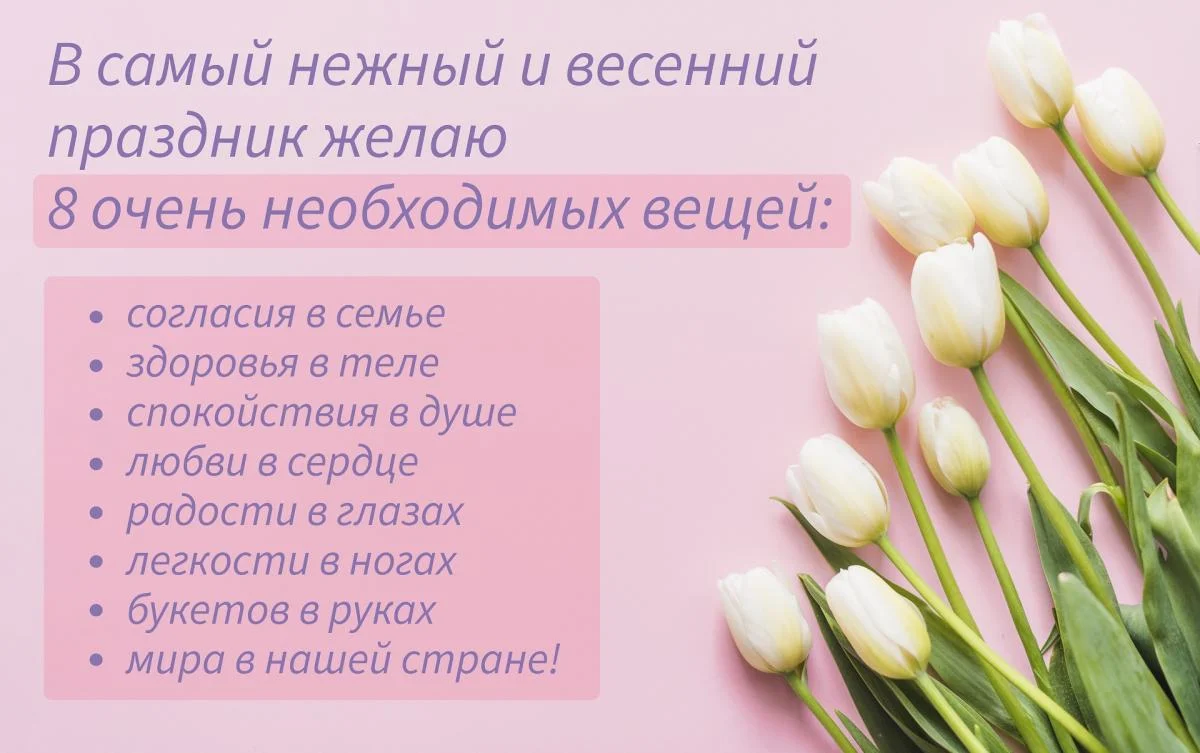 В самый нежный и весенний
праздник желаю
8 очень необходимых вещей:
• согласия в семье
• здоровья в теле
• спокойствия в душе
• любви в сердце
• радости в глазах
• легкости в ногах
• букетов в руках
• мира в нашей стране!